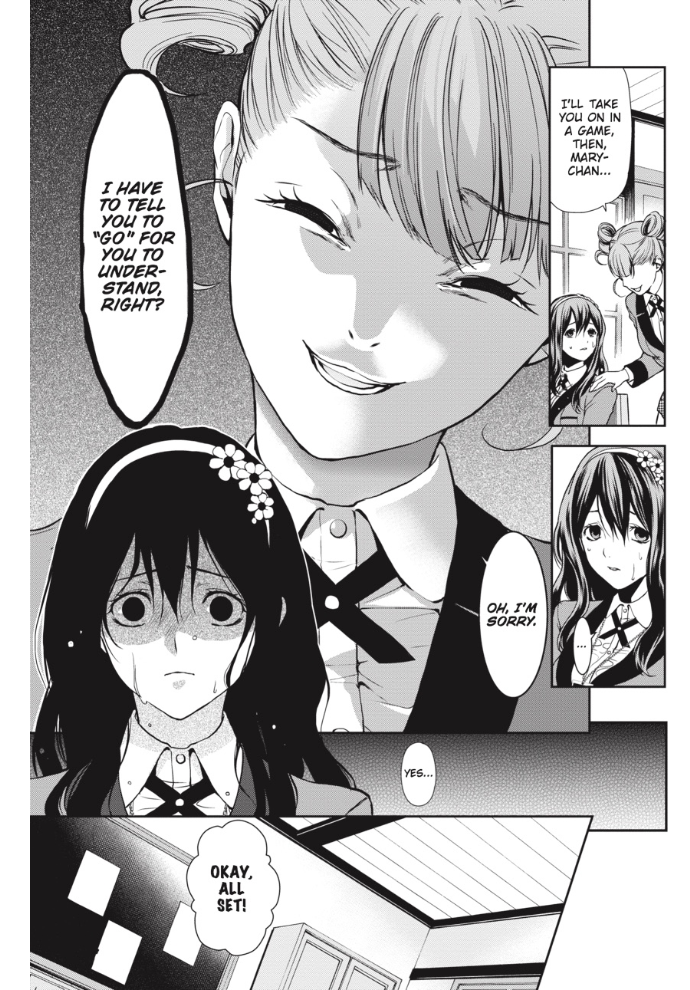 I'LL TAKE
YOU ON IN
A GAME,
THEN,
MARY-
CHAN...
...
OH, I'M
SORRY.
I HAVE
TO TELL
YOU TO
"GO" FOR
YOU TO
UNDER-
STAND,
RIGHT?
YES...
OKAY,
ALL
SET!